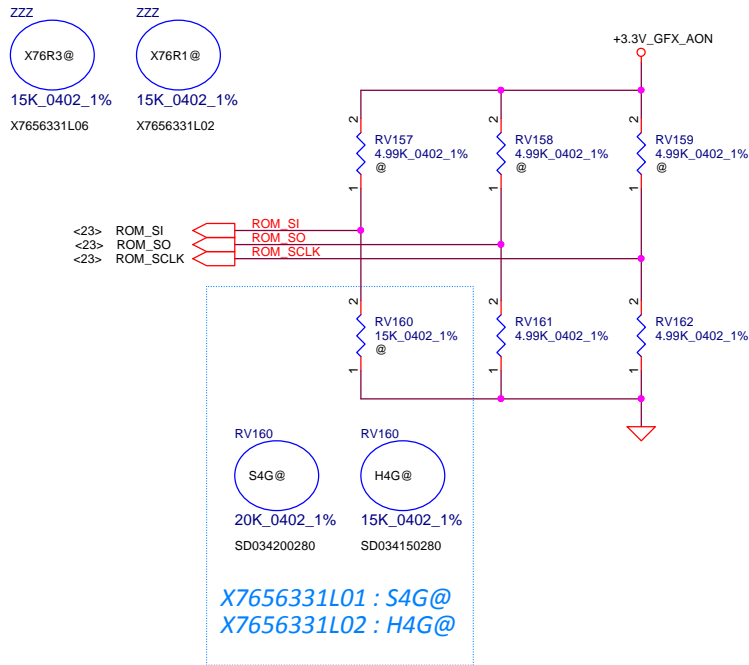 ZZZ
ZZZ
X76R3@
X76R1@
15K_0402_1%
15K_0402_1%
X7656331L06
X7656331L02
+3.3V_GFX_AON
2
2
2
RV157
4.99K_0402_1%
@
RV158
4.99K_0402_1%
@
RV159
4.99K_0402_1%
@
1
1
1
<23> ROM_SI
ROM_SI
<23> ROM_SO
ROM_SO
<23> ROM_SCLK
ROM_SCLK
2
2
2
RV160
15K_0402_1%
@
RV161
4.99K_0402_1%
RV162
4.99K_0402_1%
1
1
1
RV160
RV160
S4G@
H4G@
20K_0402_1%
15K_0402_1%
SD034200280
SD034150280
X7656331L01 : S4G@
X7656331L02 : H4G@